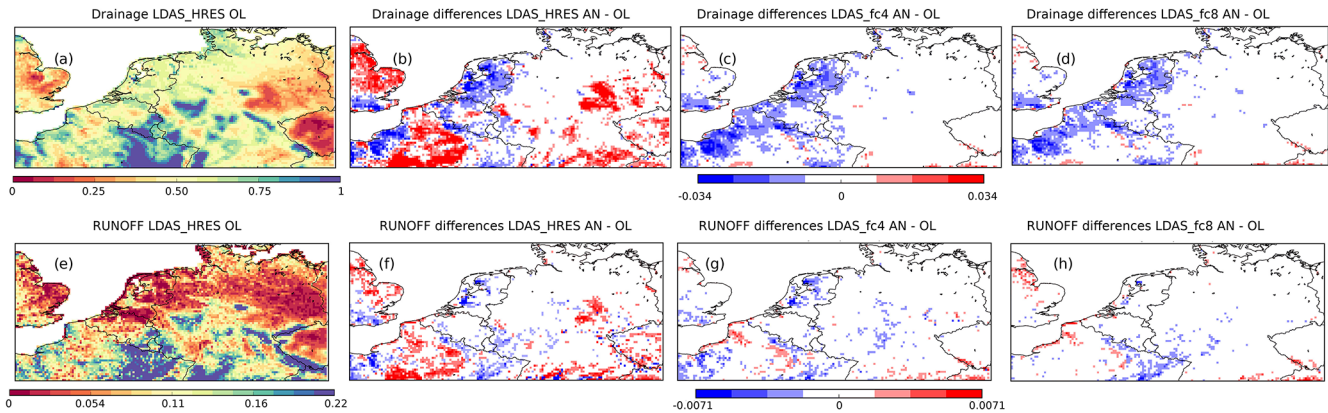 Drainage LDAS_HRES OL
Drainage differences LDAS_HRES AN - OL
Drainage differences LDAS_fc4 AN - OL
Drainage differences LDAS_fc8 AN - OL
(a)
(b)
(c)
(d)
0 0.25 0.50 0.75 1
-0.034 0 0.034
RUNOFF LDAS_HRES OL
RUNOFF differences LDAS_HRES AN - OL
RUNOFF differences LDAS_fc4 AN - OL
RUNOFF differences LDAS_fc8 AN - OL
(e)
(f)
(g)
(h)
0 0.054 0.11 0.16 0.22
-0.0071 0 0.0071